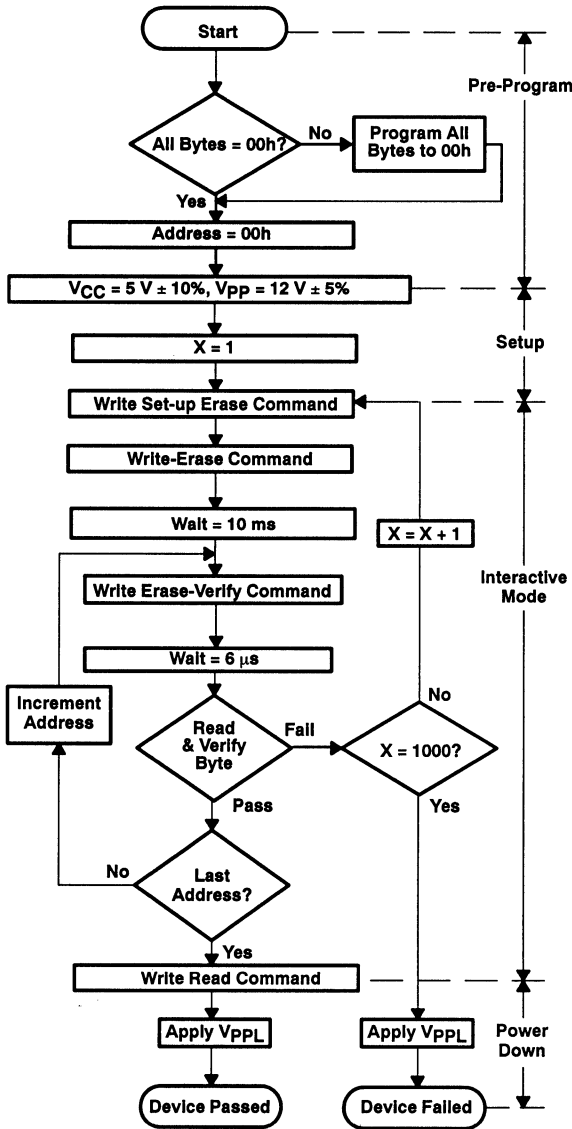 Start
Pre-Program
All Bytes = 00h?
No
Program All
Bytes to 00h
Yes
Address = 00h
VCC = 5 V ± 10%, VPP = 12 V ± 5%
X = 1
Setup
Write Set-up Erase Command
Write-Erase Command
Wait = 10 ms
X = X + 1
Write Erase-Verify Command
Interactive
Mode
Wait = 6 μs
Increment
Address
Read
& Verify
Byte
Fail
No
X = 1000?
Pass
Yes
No
Last
Address?
Yes
Write Read Command
Apply VPPL
Apply VPPL
Power
Down
Device Passed
Device Failed